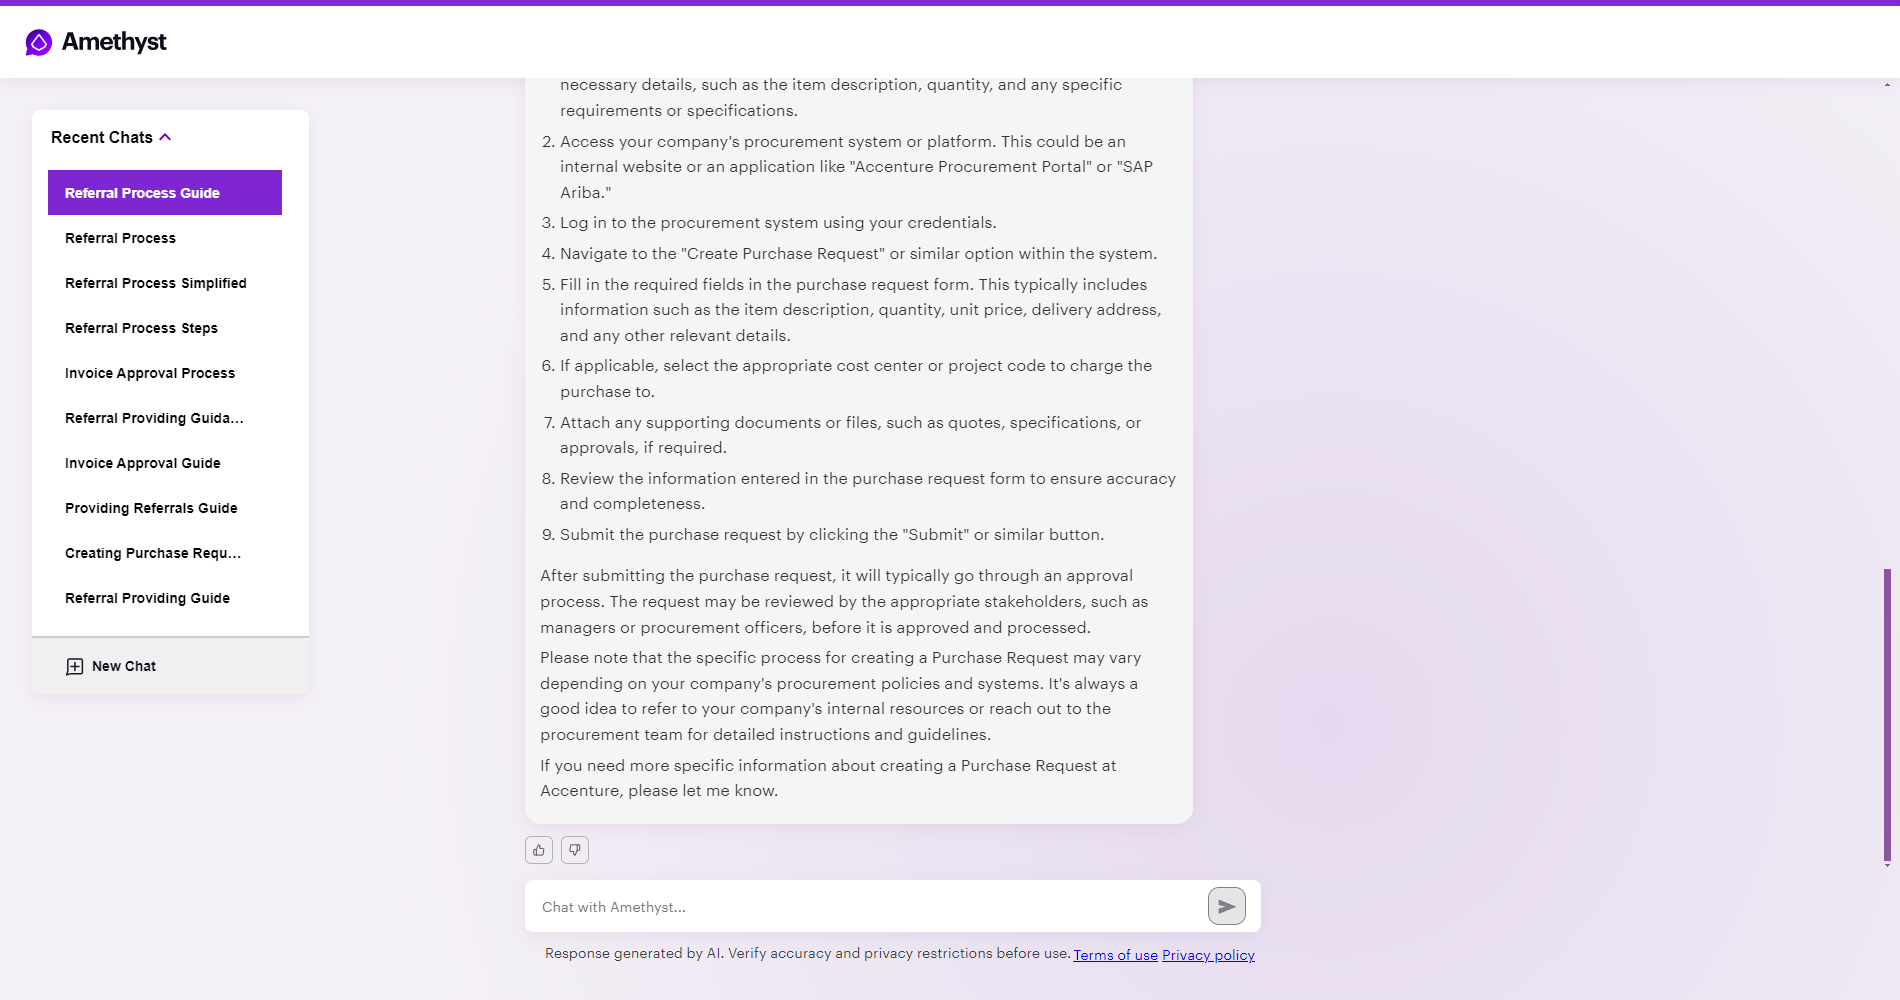 Amethyst
Recent Chats
Referral Process Guide
Referral Process
Referral Process Simplified
Referral Process Steps
Invoice Approval Process
Referral Providing Guida...
Invoice Approval Guide
Providing Referrals Guide
Creating Purchase Requ...
Referral Providing Guide
New Chat
necessary details, such as the item description, quantity, and any specific
requirements or specifications.
2. Access your company's procurement system or platform. This could be an
internal website or an application like "Accenture Procurement Portal" or "SAP
Ariba."
3. Log in to the procurement system using your credentials.
4. Navigate to the "Create Purchase Request" or similar option within the system.
5. Fill in the required fields in the purchase request form. This typically includes
information such as the item description, quantity, unit price, delivery address,
and any other relevant details.
6. If applicable, select the appropriate cost center or project code to charge the
purchase to.
7. Attach any supporting documents or files, such as quotes, specifications, or
approvals, if required.
8. Review the information entered in the purchase request form to ensure accuracy
and completeness.
9. Submit the purchase request by clicking the "Submit" or similar button.
After submitting the purchase request, it will typically go through an approval
process. The request may be reviewed by the appropriate stakeholders, such as
managers or procurement officers, before it is approved and processed.
Please note that the specific process for creating a Purchase Request may vary
depending on your company's procurement policies and systems. It's always a
good idea to refer to your company's internal resources or reach out to the
procurement team for detailed instructions and guidelines.
If you need more specific information about creating a Purchase Request at
Accenture, please let me know.
Chat with Amethyst...
Response generated by AI. Verify accuracy and privacy restrictions before use. Terms of use Privacy policy